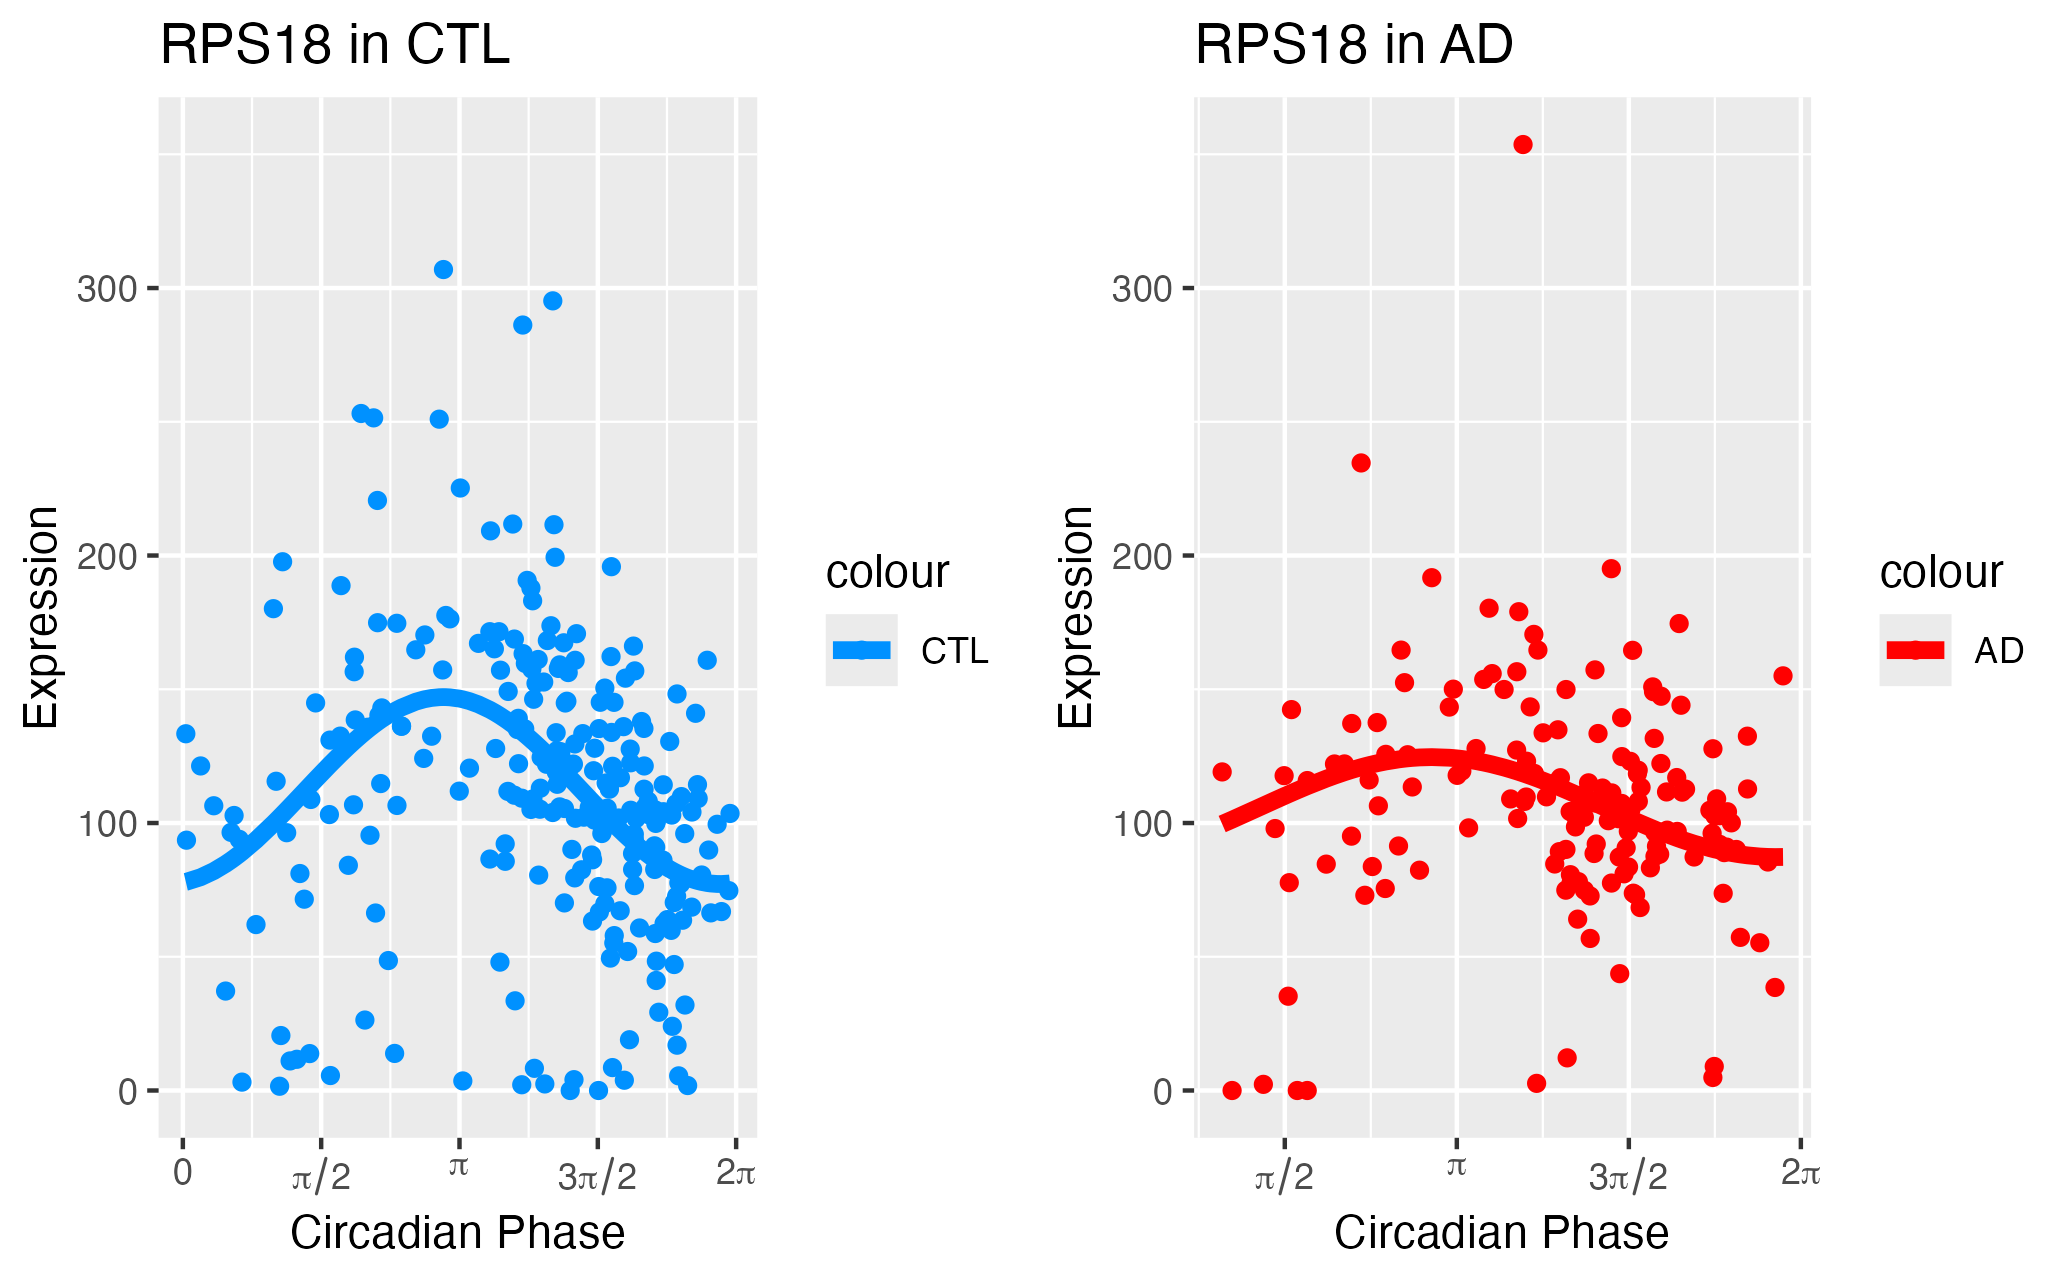 RPS18 in CTL
Expression
300
200
100
0
0 π/2 π 3π/2 2π
Circadian Phase
colour
CTL
RPS18 in AD
Expression
300
200
100
0
π/2 π 3π/2 2π
Circadian Phase
colour
AD